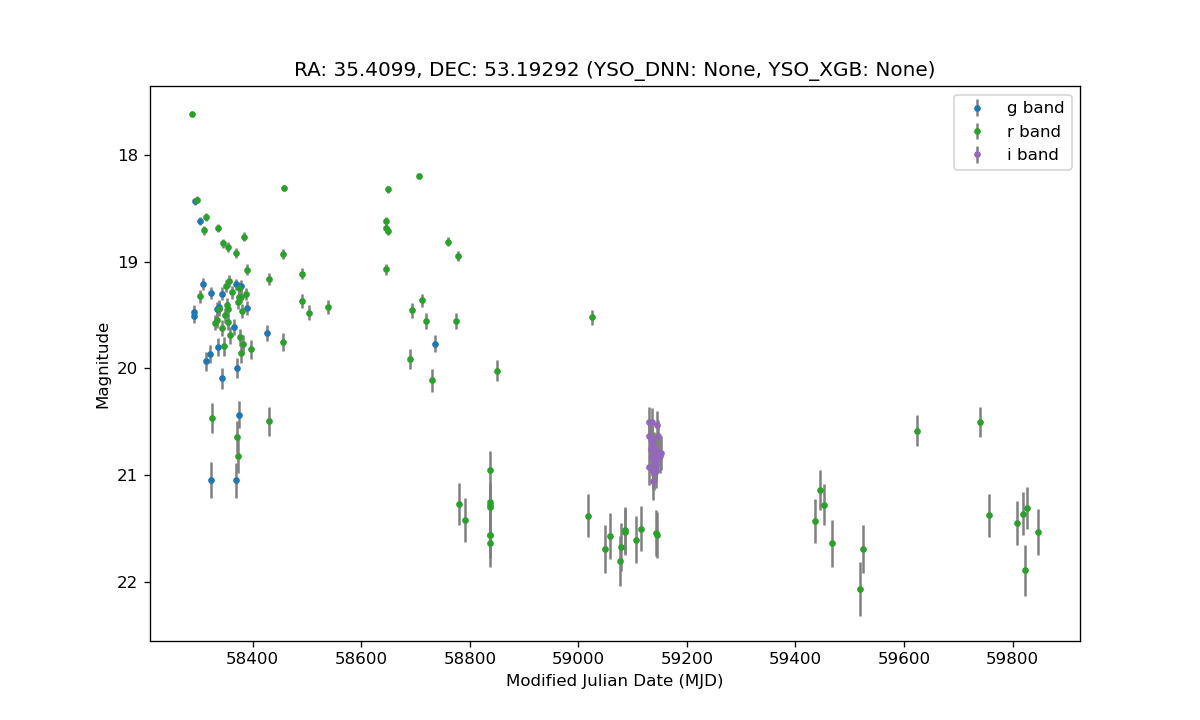 RA: 35.4099, DEC: 53.19292 (YSO_DNN: None, YSO_XGB: None)
g band
r band
i band
Magnitude
18
19
20
21
22
58400 58600 58800 59000 59200 59400 59600 59800
Modified Julian Date (MJD)